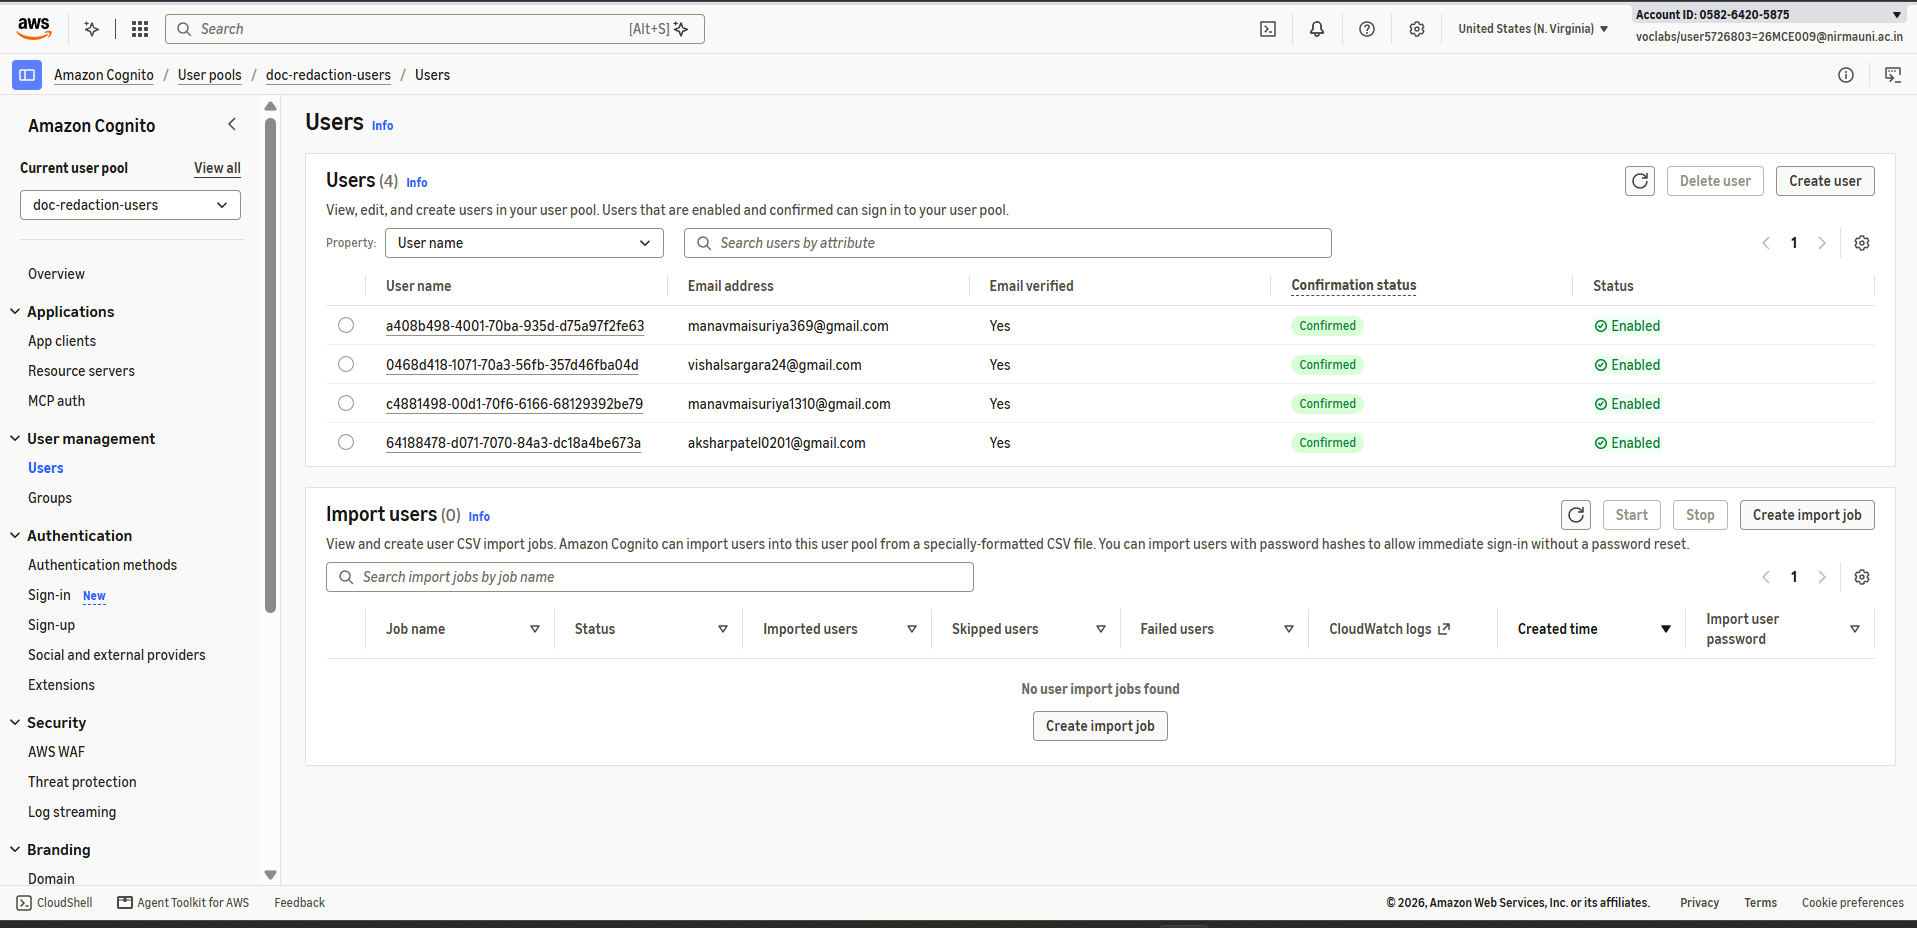 aws
Search [Alt+S]
United States (N. Virginia)
Account ID: 0582-6420-5875
voclabs/user5726803=26MCE009@nirmauni.ac.in
Amazon Cognito / User pools / doc-redaction-users / Users
Amazon Cognito
Current user pool View all
doc-redaction-users
Overview
Applications
App clients
Resource servers
MCP auth
User management
Users
Groups
Authentication
Authentication methods
Sign-in New
Sign-up
Social and external providers
Extensions
Security
AWS WAF
Threat protection
Log streaming
Branding
Domain
Users Info
Users (4) Info
Delete user
Create user
View, edit, and create users in your user pool. Users that are enabled and confirmed can sign in to your user pool.
Property: User name
Search users by attribute
1
User name Email address Email verified Confirmation status Status
a408b498-4001-70ba-935d-d75a97f2fe63 manavmaisuriya369@gmail.com Yes Confirmed Enabled
0468d418-1071-70a3-56fb-357d46fba04d vishalsargara24@gmail.com Yes Confirmed Enabled
c4881498-00d1-70f6-6166-68129392be79 manavmaisuriya1310@gmail.com Yes Confirmed Enabled
64188478-d071-7070-84a3-dc18a4be673a aksharpatel0201@gmail.com Yes Confirmed Enabled
Import users (0) Info
Start
Stop
Create import job
View and create user CSV import jobs. Amazon Cognito can import users into this user pool from a specially-formatted CSV file. You can import users with password hashes to allow immediate sign-in without a password reset.
Search import jobs by job name
1
Job name Status Imported users Skipped users Failed users CloudWatch logs Created time Import user password
No user import jobs found
Create import job
CloudShell Agent Toolkit for AWS Feedback
© 2026, Amazon Web Services, Inc. or its affiliates. Privacy Terms Cookie preferences